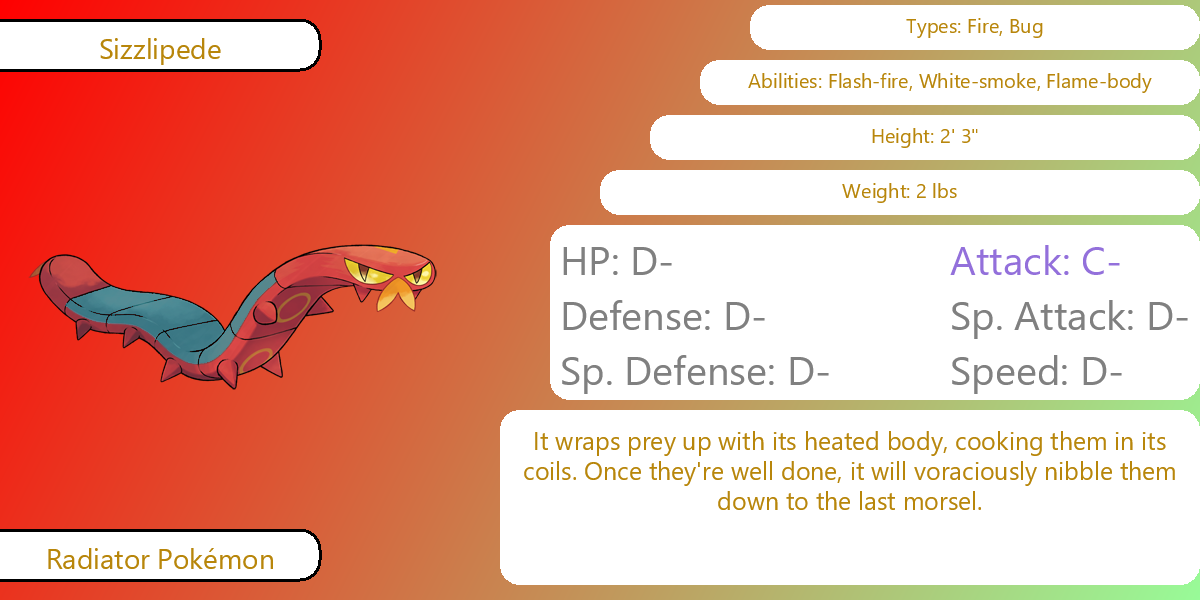 Sizzlipede
Types: Fire, Bug
Abilities: Flash-fire, White-smoke, Flame-body
Height: 2' 3"
Weight: 2 lbs
HP: D-
Attack: C-
Defense: D-
Sp. Attack: D-
Sp. Defense: D-
Speed: D-
It wraps prey up with its heated body, cooking them in its
coils. Once they're well done, it will voraciously nibble them
down to the last morsel.
Radiator Pokémon